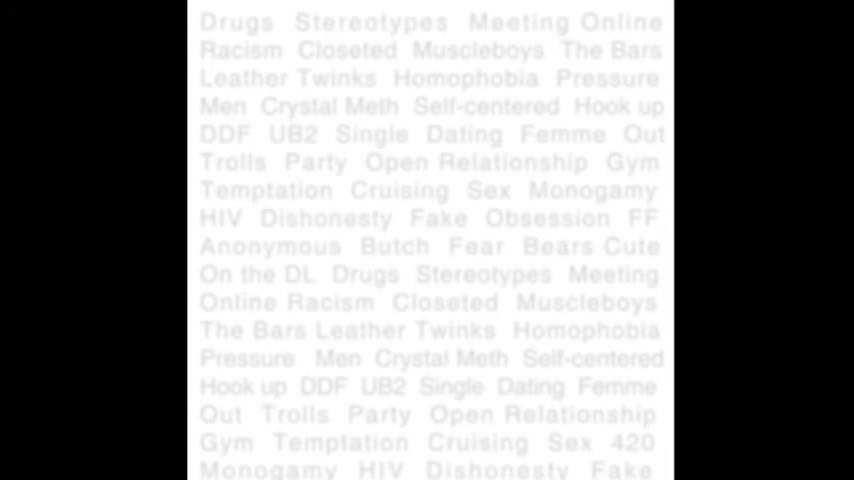 Drugs Stereotypes Meeting Online
Racism Closeted Muscleboys The Bars
Leather Twinks Homophobia Pressure
Men Crystal Meth Self-centered Hook up
DDF UB2 Single Dating Femme Out
Trolls Party Open Relationship Gym
Temptation Cruising Sex Monogamy
HIV Dishonesty Fake Obsession FF
Anonymous Butch Fear Bears Cute
On the DL Drugs Stereotypes Meeting
Online Racism Closeted Muscleboys
The Bars Leather Twinks Homophobia
Pressure Men Crystal Meth Self-centered
Hook up DDF UB2 Single Dating Femme
Out Trolls Party Open Relationship
Gym Temptation Cruising Sex 420
Monogamy HIV Dishonesty Fake